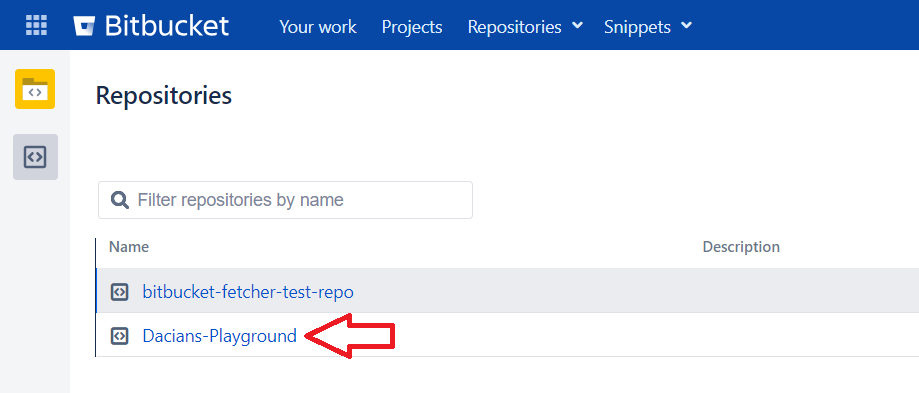 Bitbucket Your work Projects Repositories Snippets
Repositories
Filter repositories by name
Name Description
bitbucket-fetcher-test-repo
Dacians-Playground